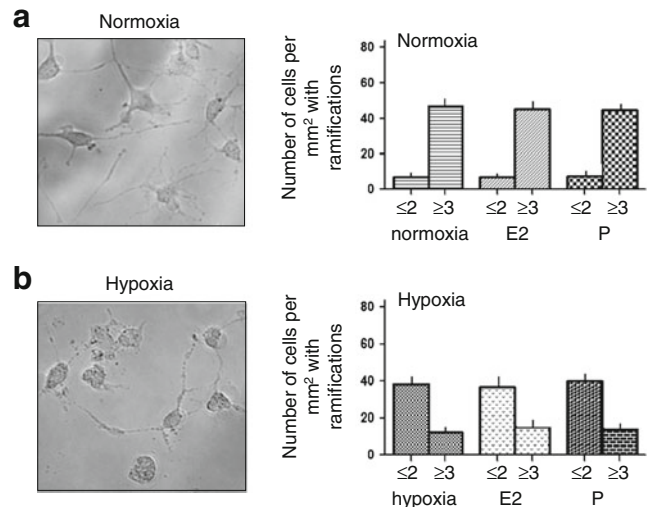 a
Normoxia
Number of cells per
mm² with
ramifications
Normoxia
80
60
40
20
0
≤2 ≥3 ≤2 ≥3 ≤2 ≥3
normoxia E2 P
b
Hypoxia
Number of cells per
mm² with
ramifications
Hypoxia
80
60
40
20
0
≤2 ≥3 ≤2 ≥3 ≤2 ≥3
hypoxia E2 P